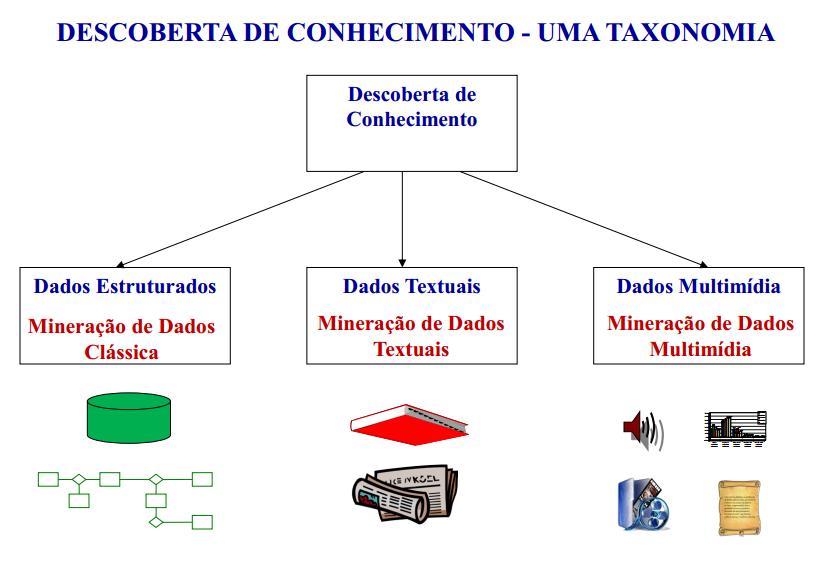 DESCOBERTA DE CONHECIMENTO - UMA TAXONOMIA
Descoberta de
Conhecimento
Dados Estruturados
Mineração de Dados
Clássica
Dados Textuais
Mineração de Dados
Textuais
Dados Multimídia
Mineração de Dados
Multimídia